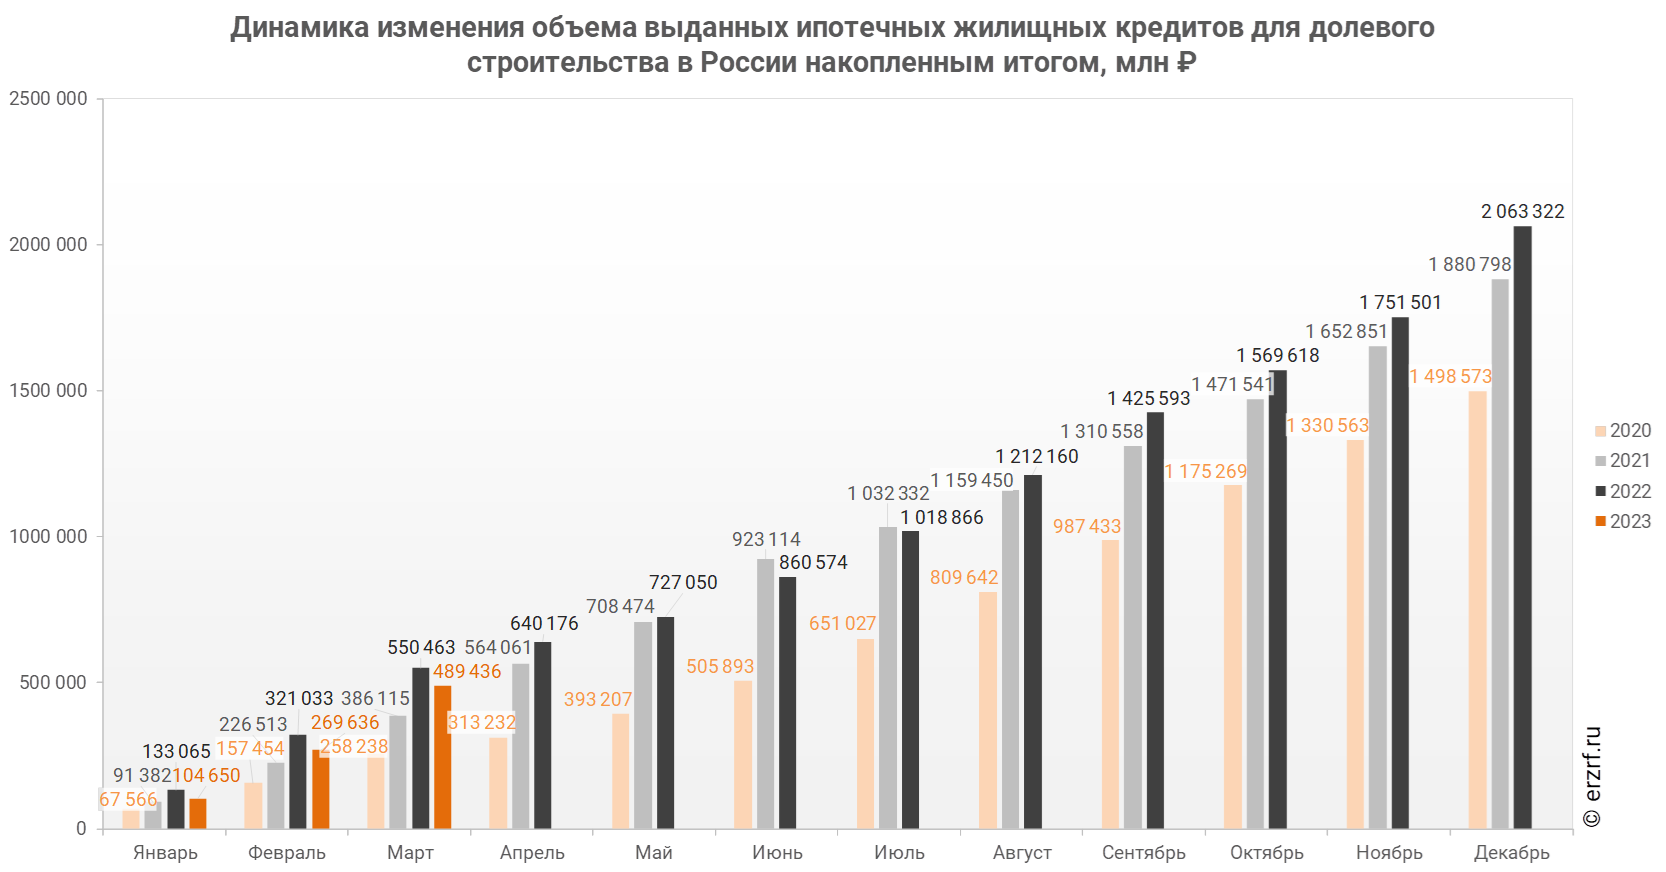 Динамика изменения объема выданных ипотечных жилищных кредитов для долевого
строительства в России накопленным итогом, млн ₽
2500 000
2000 000
1500 000
1000 000
500 000
0
67 566
91 382
133 065
104 650
157 454
226 513
321 033
269 636
258 238
386 115
550 463
489 436
313 232
564 061
640 176
393 207
708 474
727 050
505 893
923 114
860 574
651 027
1 032 332
1 018 866
809 642
1 159 450
1 212 160
987 433
1 310 558
1 425 593
1 175 269
1 471 541
1 569 618
1 330 563
1 652 851
1 751 501
1 498 573
1 880 798
2 063 322
Январь
Февраль
Март
Апрель
Май
Июнь
Июль
Август
Сентябрь
Октябрь
Ноябрь
Декабрь
2020
2021
2022
2023
© erzrf.ru